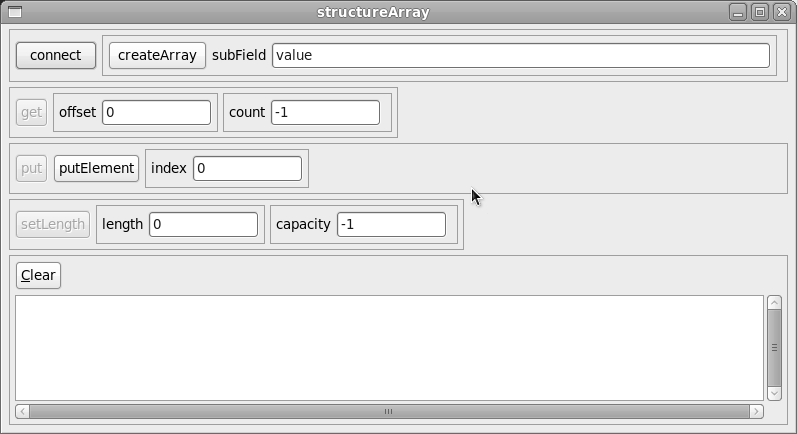 structureArray
connect createArray subField value
get offset 0 count -1
put putElement index 0
setLength length 0 capacity -1
Clear